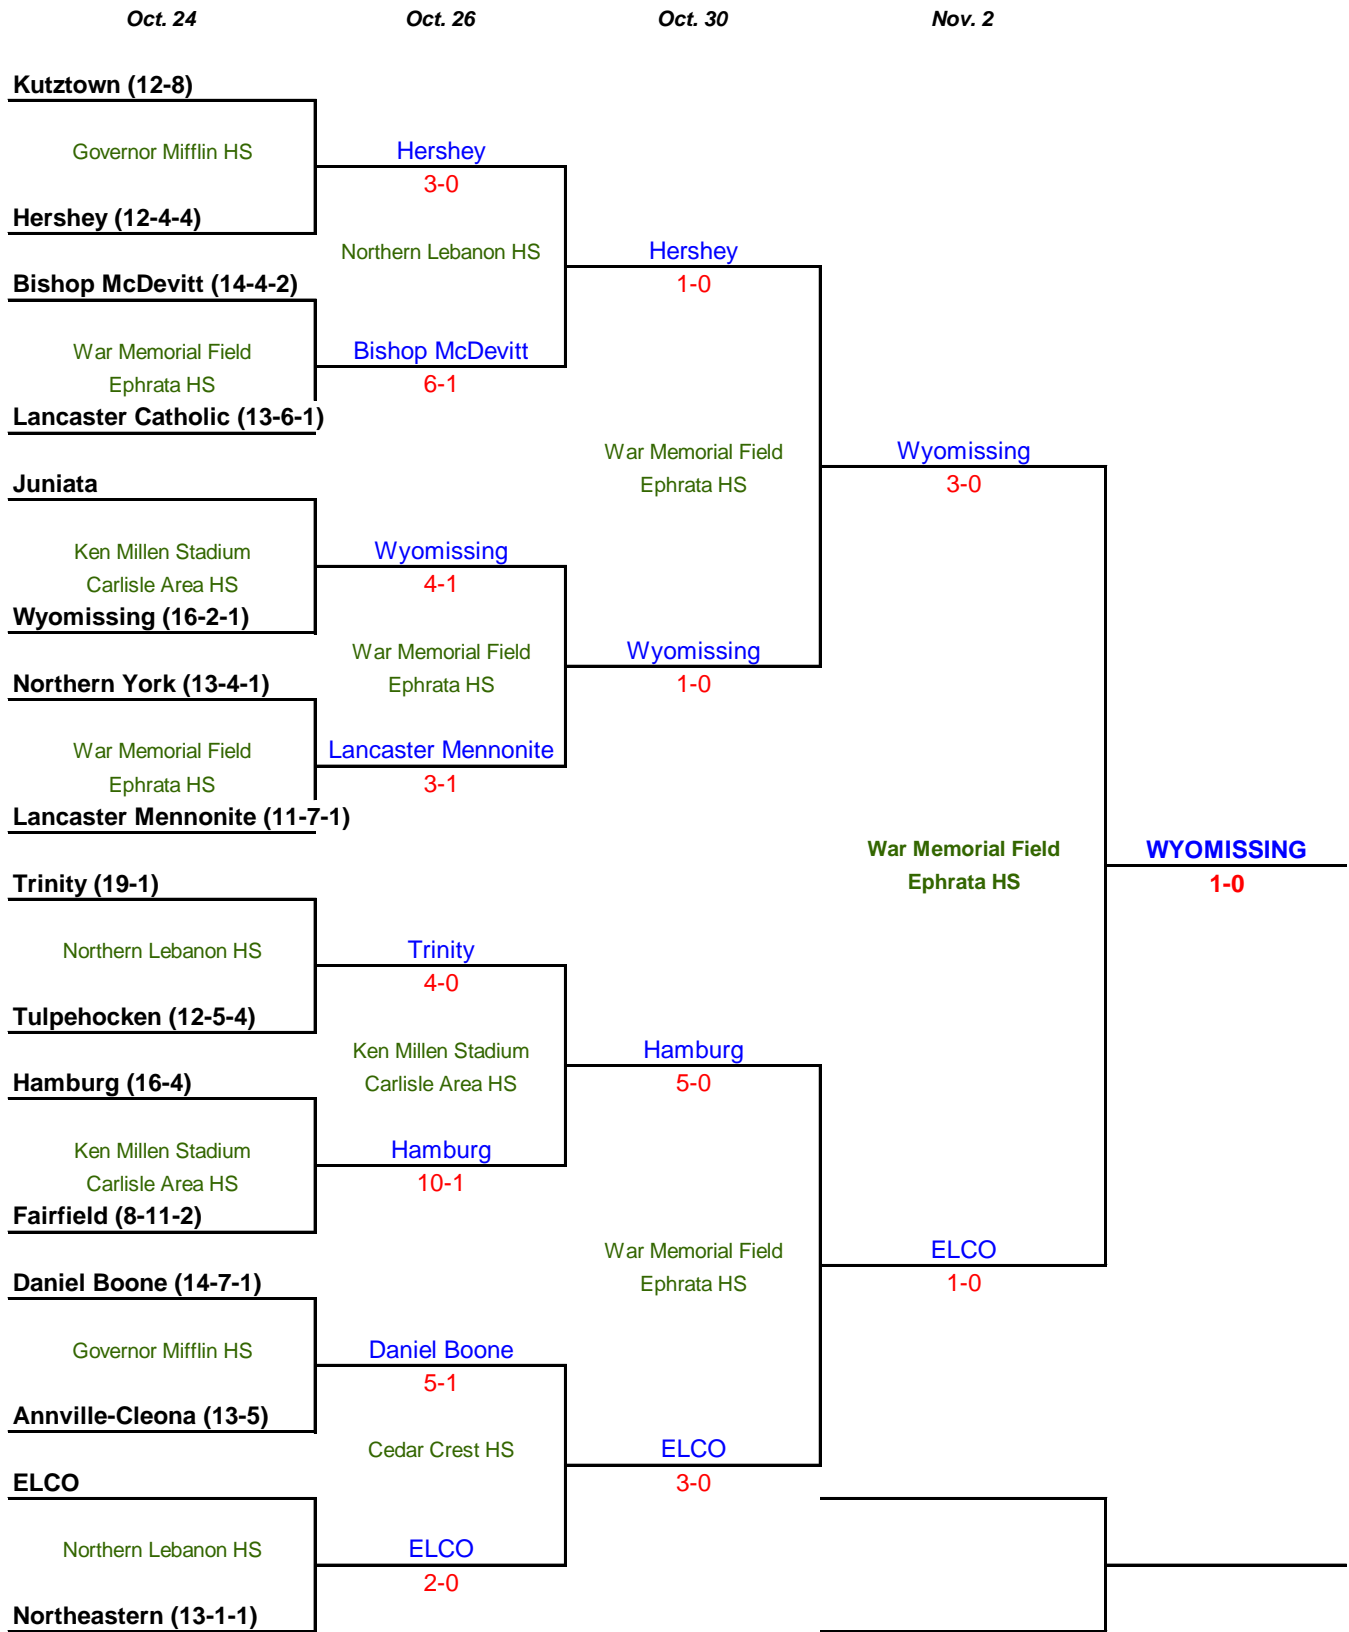 Oct. 24
Oct. 26
Oct. 30
Nov. 2
Kutztown (12-8)
Governor Mifflin HS
Hershey (12-4-4)
Bishop McDevitt (14-4-2)
War Memorial Field
Ephrata HS
Lancaster Catholic (13-6-1)
Juniata
Ken Millen Stadium
Carlisle Area HS
Wyomissing (16-2-1)
Northern York (13-4-1)
War Memorial Field
Ephrata HS
Lancaster Mennonite (11-7-1)
Trinity (19-1)
Northern Lebanon HS
Tulpehocken (12-5-4)
Hamburg (16-4)
Ken Millen Stadium
Carlisle Area HS
Fairfield (8-11-2)
Daniel Boone (14-7-1)
Governor Mifflin HS
Annville-Cleona (13-5)
ELCO
Northern Lebanon HS
Northeastern (13-1-1)
Hershey
3-0
Northern Lebanon HS
Bishop McDevitt
6-1
Wyomissing
4-1
War Memorial Field
Ephrata HS
Lancaster Mennonite
3-1
Trinity
4-0
Ken Millen Stadium
Carlisle Area HS
Hamburg
10-1
Daniel Boone
5-1
Cedar Crest HS
ELCO
2-0
Hershey
1-0
War Memorial Field
Ephrata HS
Wyomissing
1-0
Hamburg
5-0
War Memorial Field
Ephrata HS
ELCO
3-0
Wyomissing
3-0
War Memorial Field
Ephrata HS
ELCO
1-0
WYOMISSING
1-0